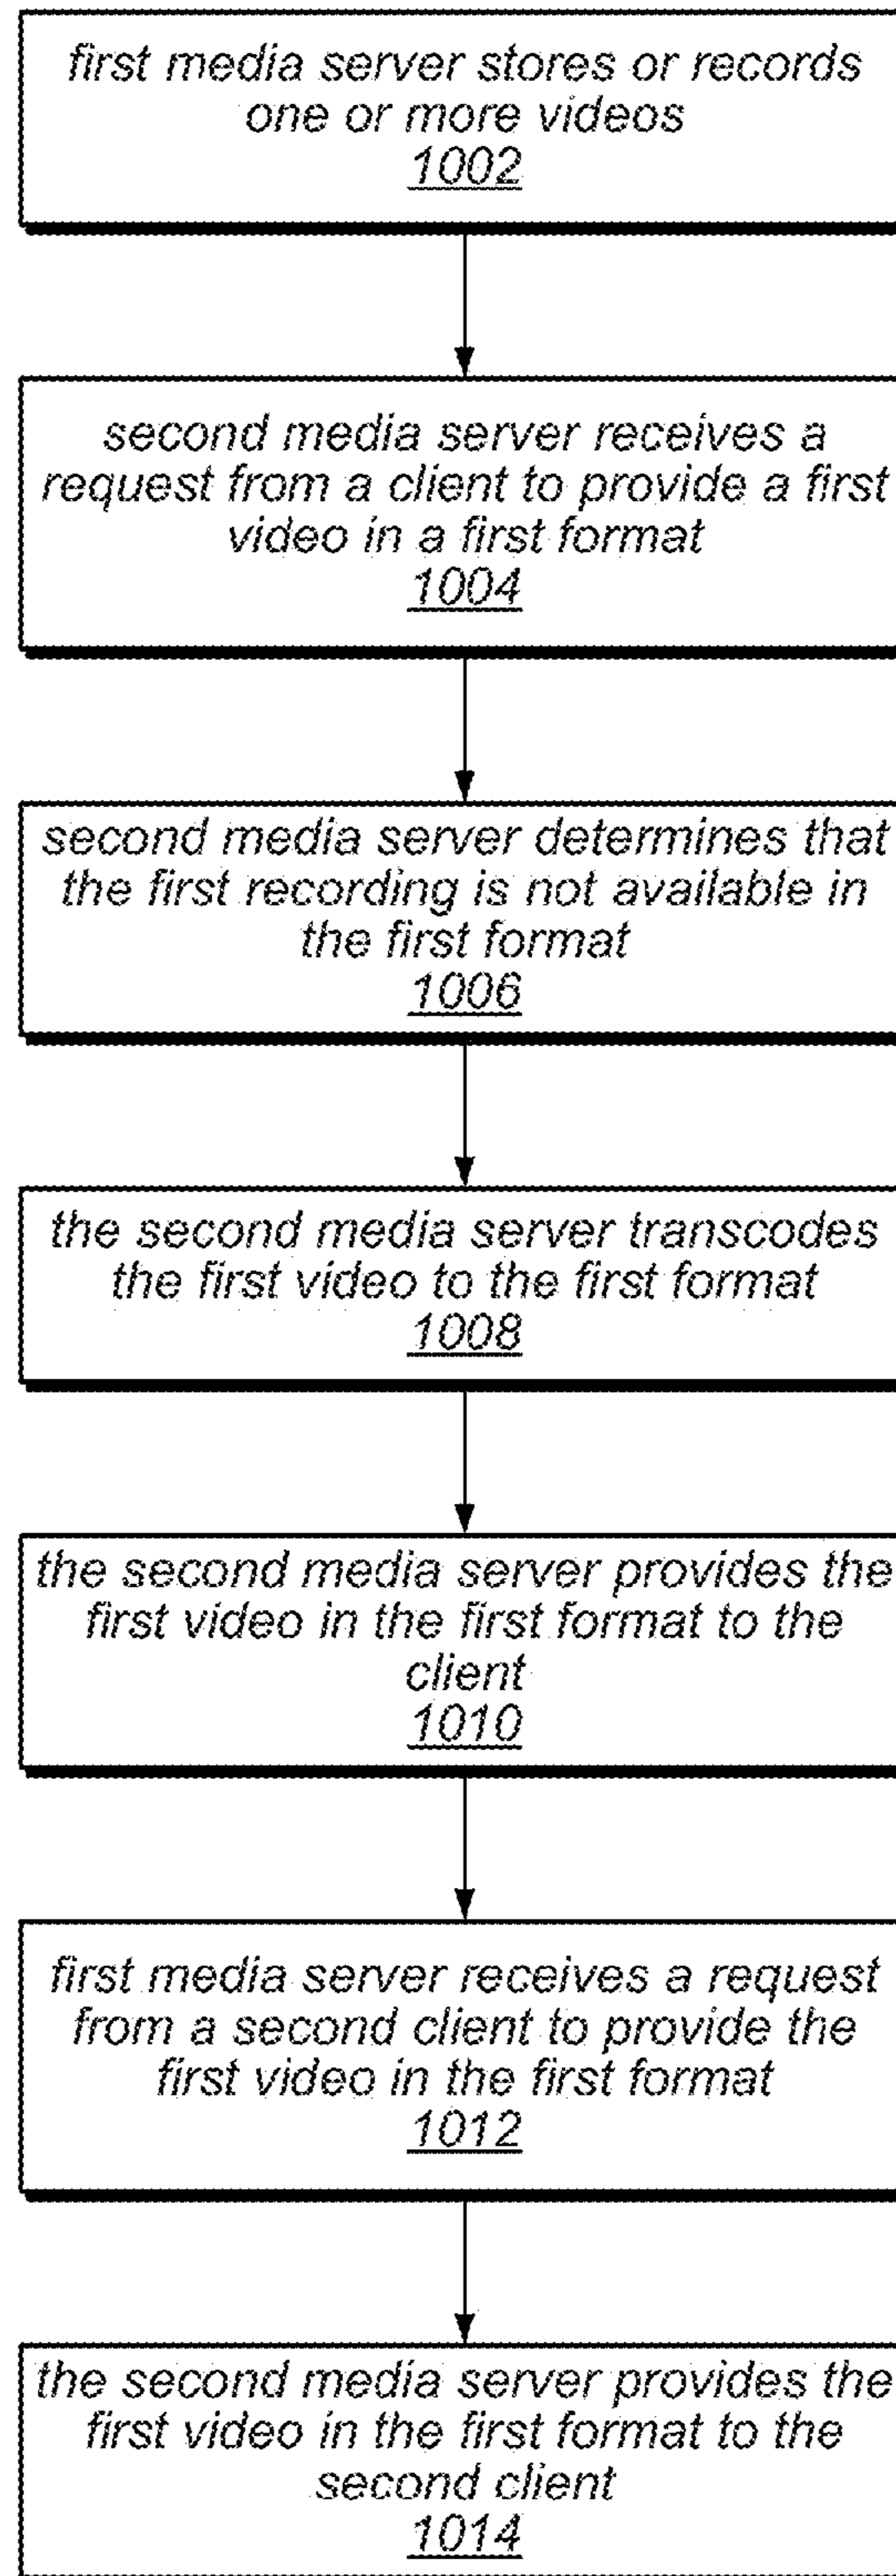 first media server stores or records
one or more videos
1002
second media server receives a
request from a client to provide a first
video in a first format
1004
second media server determines that
the first recording is not available in
the first format
1006
the second media server transcodes
the first video to the first format
1008
the second media server provides the
first video in the first format to the
client
1010
first media server receives a request
from a second client to provide the
first video in the first format
1012
the second media server provides the
first video in the first format to the
second client
1014